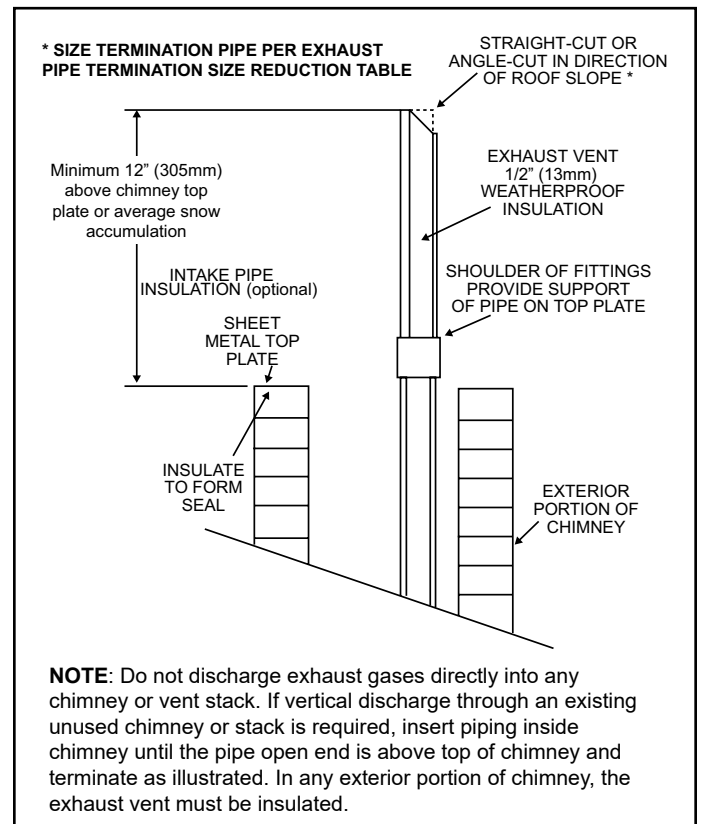 * SIZE TERMINATION PIPE PER EXHAUST
PIPE TERMINATION SIZE REDUCTION TABLE
STRAIGHT-CUT OR
ANGLE-CUT IN DIRECTION
OF ROOF SLOPE *
Minimum 12” (305mm)
above chimney top
plate or average snow
accumulation
EXHAUST VENT
1/2” (13mm)
WEATHERPROOF
INSULATION
INTAKE PIPE
INSULATION (optional)
SHOULDER OF FITTINGS
PROVIDE SUPPORT
OF PIPE ON TOP PLATE
SHEET
METAL TOP
PLATE
INSULATE
TO FORM
SEAL
EXTERIOR
PORTION OF
CHIMNEY
NOTE: Do not discharge exhaust gases directly into any
chimney or vent stack. If vertical discharge through an existing
unused chimney or stack is required, insert piping inside
chimney until the pipe open end is above top of chimney and
terminate as illustrated. In any exterior portion of chimney, the
exhaust vent must be insulated.